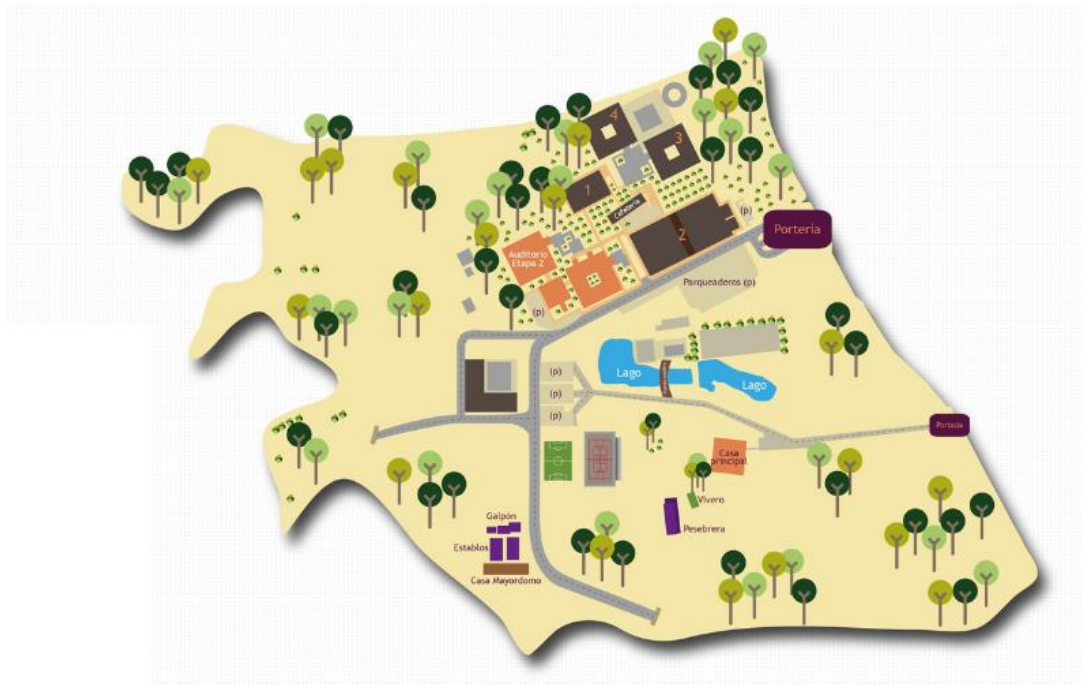 4
3
1
Cafetería
(p)
2
Portería
Auditorio
Etapa 2
Parqueaderos (p)
(p)
(p)
Lago
Lago
(p)
(p)
Portada
Casa
principal
Vivero
Galpón
Pesebrera
Establos
Casa Mayordomo